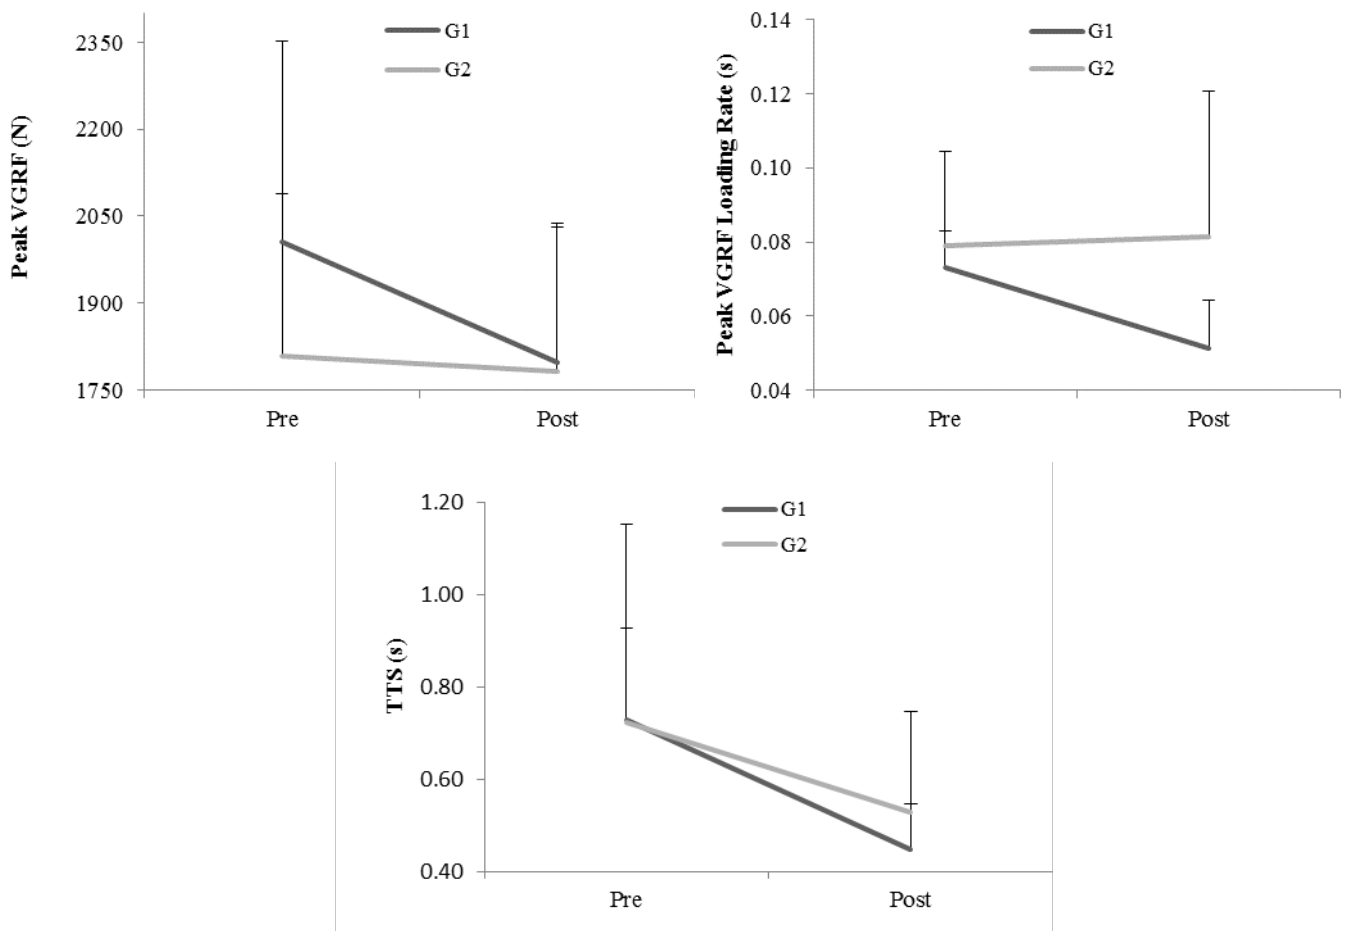 Peak VGRF (N)
2350
2200
2050
1900
1750
G1
G2
Pre Post
Peak VGRF Loading Rate (s)
0.14
0.12
0.10
0.08
0.06
0.04
G1
G2
Pre Post
TTS (s)
1.20
1.00
0.80
0.60
0.40
G1
G2
Pre Post